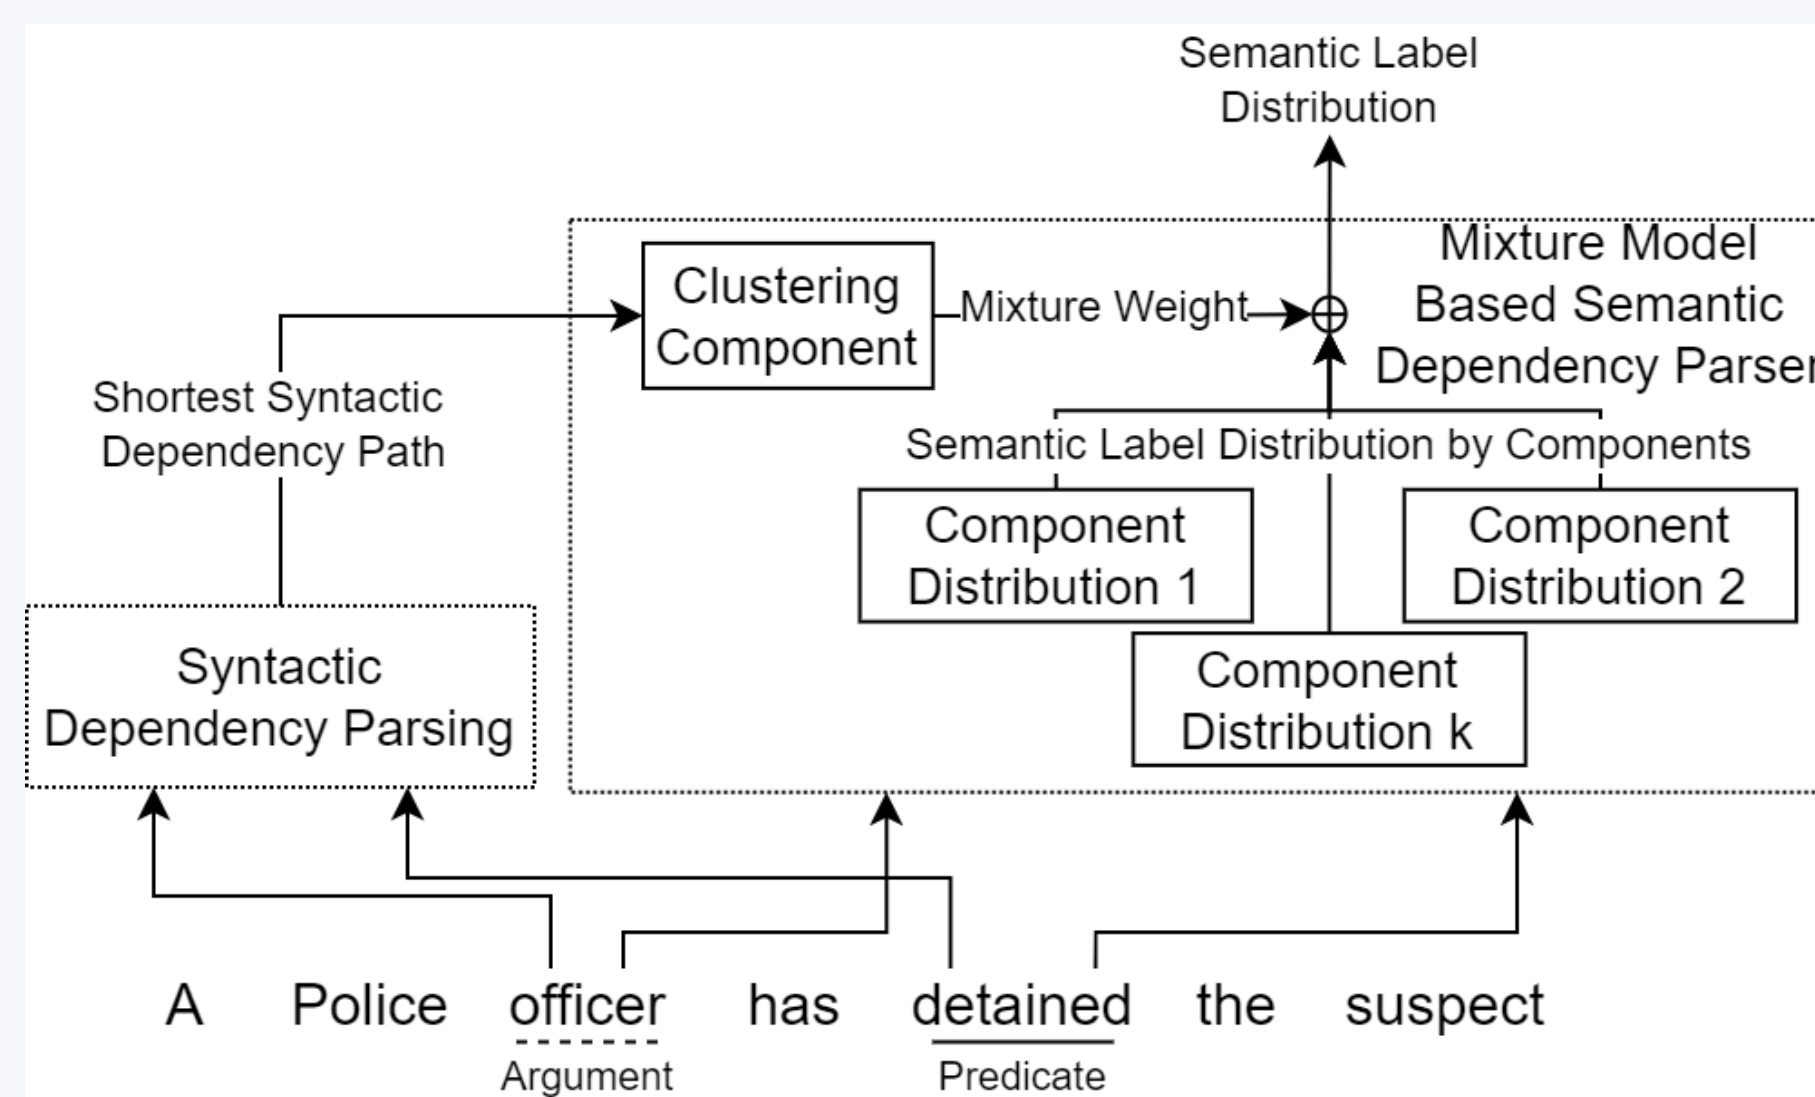 Semantic Label
Distribution
Mixture Model
Based Semantic
Dependency Parser
Clustering
Component
Mixture Weight
Shortest Syntactic
Dependency Path
Semantic Label Distribution by Components
Component
Distribution 1
Component
Distribution 2
Component
Distribution k
Syntactic
Dependency Parsing
A Police officer has detained the suspect
Argument Predicate